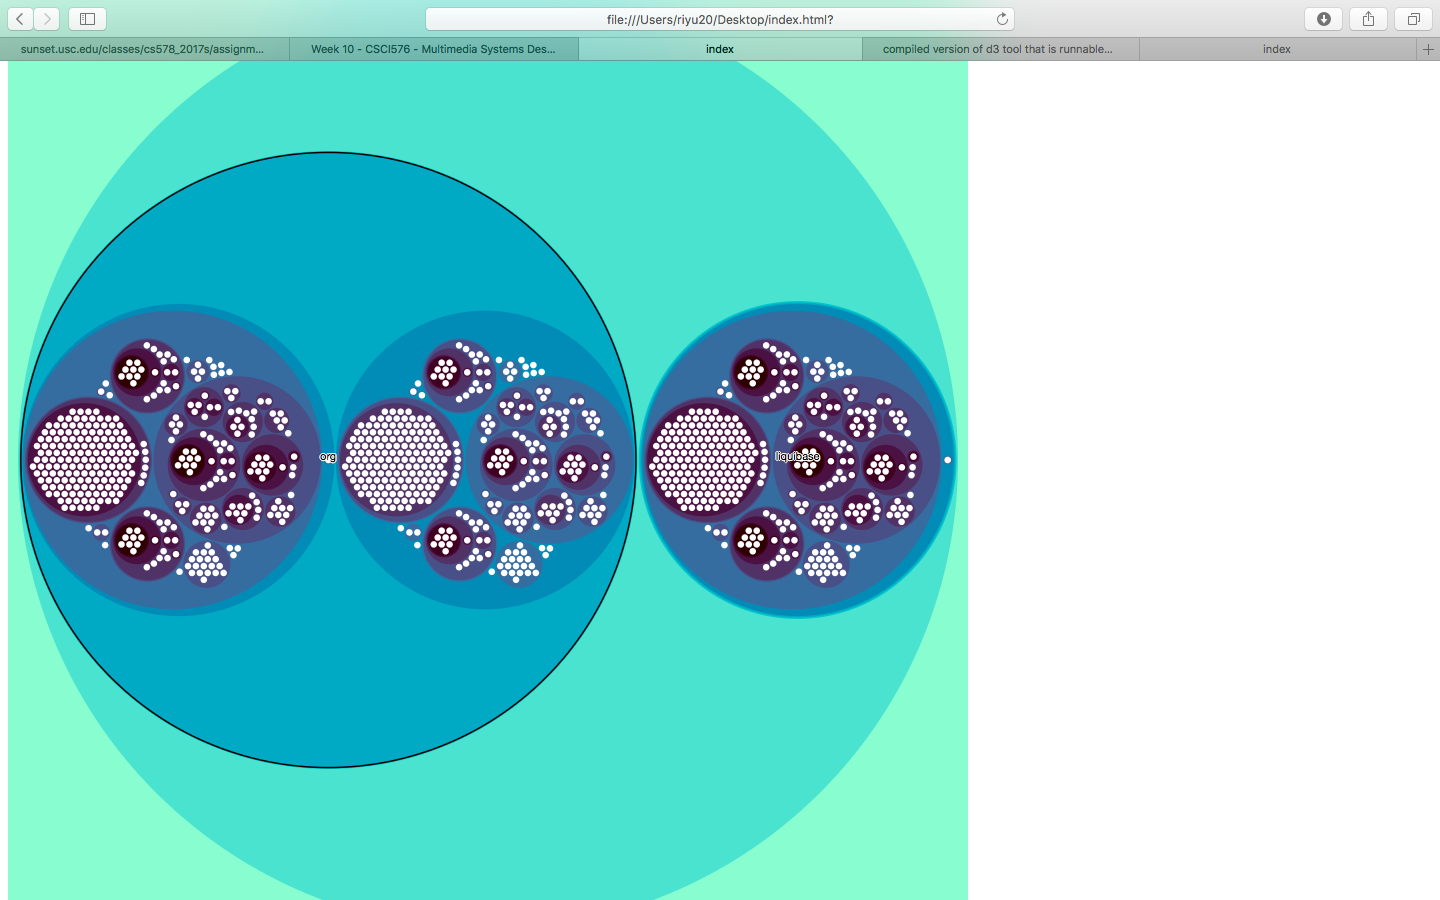 file:///Users/riyu20/Desktop/index.html?
sunset.usc.edu/classes/cs578_2017s/assignm...
Week 10 - CSCI576 - Multimedia Systems Des...
index
compiled version of d3 tool that is runnable...
index
org
liquibase